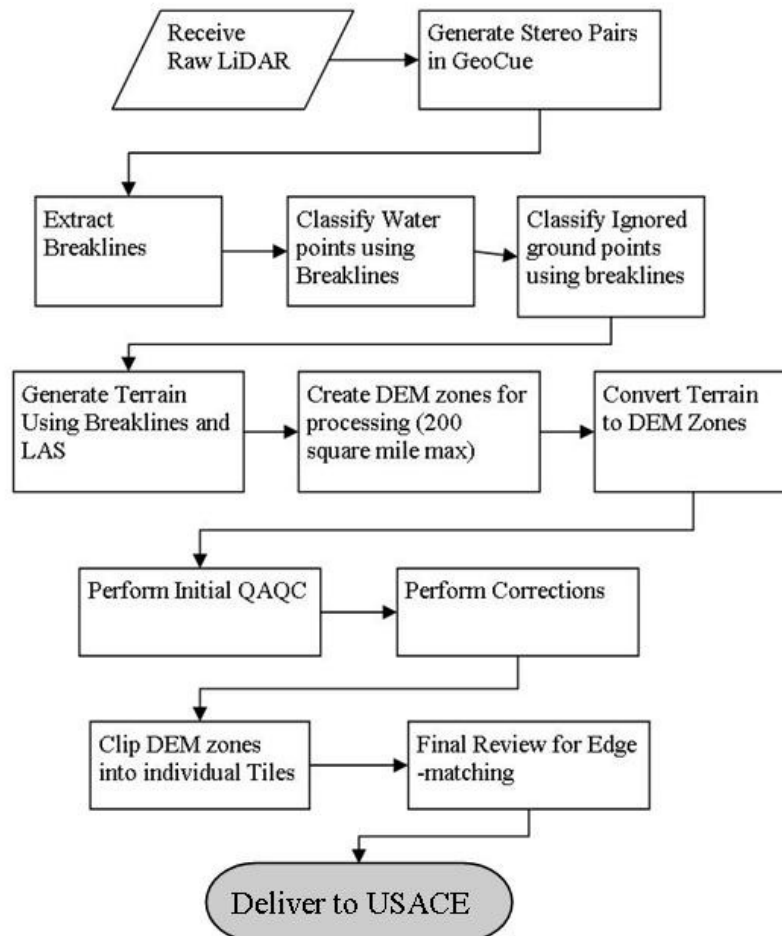 Receive
Raw LiDAR
Generate Stereo Pairs
in GeoCue
Extract
Breaklines
Classify Water
points using
Breaklines
Classify Ignored
ground points
using breaklines
Generate Terrain
Using Breaklines and
LAS
Create DEM zones for
processing (200
square mile max)
Convert Terrain
to DEM Zones
Perform Initial QAQC
Perform Corrections
Clip DEM zones
into individual Tiles
Final Review for Edge
-matching
Deliver to USACE